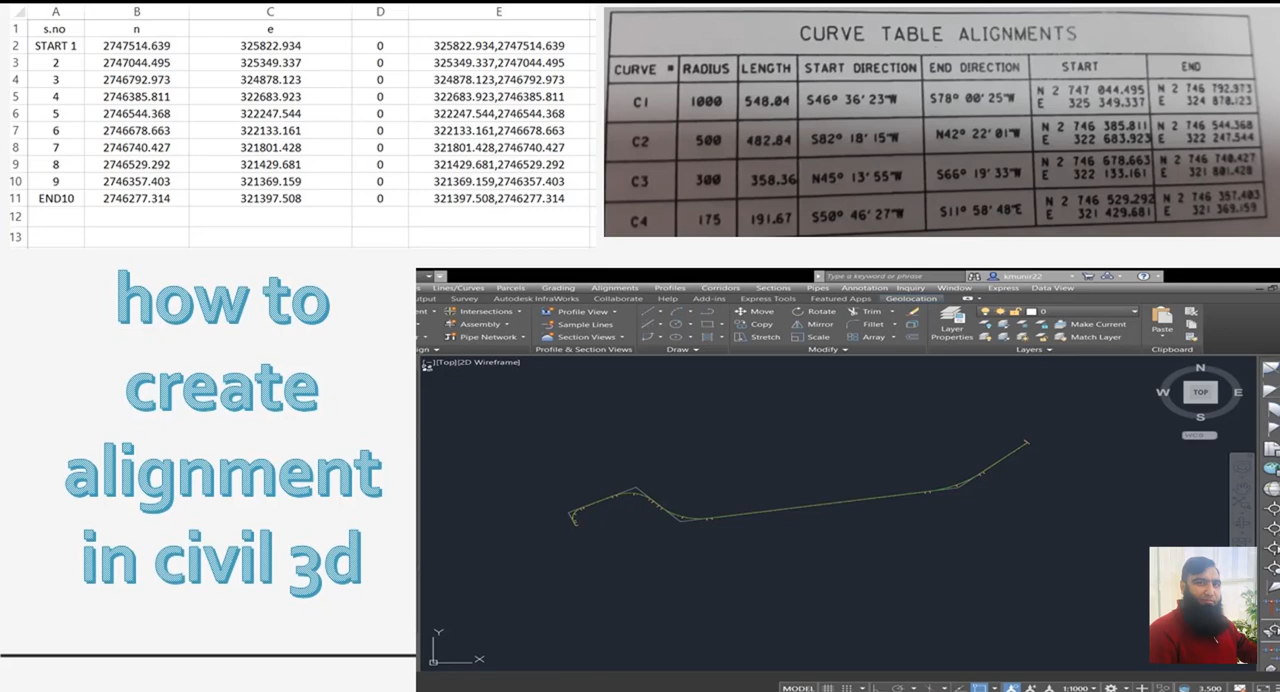 A B C D E
1 s.no n e
2 START 1 2747514.639 325822.934 0 325822.934,2747514.639
3 2 2747044.495 325349.337 0 325349.337,2747044.495
4 3 2746792.973 324878.123 0 324878.123,2746792.973
5 4 2746385.811 322683.923 0 322683.923,2746385.811
6 5 2746544.368 322247.544 0 322247.544,2746544.368
7 6 2746678.663 322133.161 0 322133.161,2746678.663
8 7 2746740.427 321801.428 0 321801.428,2746740.427
9 8 2746529.292 321429.681 0 321429.681,2746529.292
10 9 2746357.403 321369.159 0 321369.159,2746357.403
11 END10 2746277.314 321397.508 0 321397.508,2746277.314
12
13
CURVE TABLE ALIGNMENTS
CURVE # RADIUS LENGTH START DIRECTION END DIRECTION START END
C1 1000 548.04 S46° 36' 23"W S78° 00' 25"W N 2 747 044.495 N 2 746 792.973
E 325 349.337 E 324 878.123
C2 500 482.84 S82° 18' 15"W N42° 22' 01"W N 2 746 385.811 N 2 746 544.368
E 322 683.923 E 322 247.544
C3 300 358.36 N45° 13' 55"W S66° 19' 33"W N 2 746 678.663 N 2 746 740.427
E 322 133.161 E 321 801.428
C4 175 191.67 S50° 46' 27"W S11° 58' 48"E N 2 746 529.292 N 2 746 357.403
E 321 429.681 E 321 369.159
how to
create
alignment
in civil 3d
Type a keyword or phrase kmunir22
Lines/Curves Parcels Grading Alignments Profiles Corridors Sections Pipes Annotation Inquiry Window Express Data View
Survey Autodesk InfraWorks Collaborate Help Add-ins Express Tools Featured Apps Geolocation
Intersections Profile View Move Rotate Trim 0
Assembly Sample Lines Copy Mirror Fillet Make Current
Pipe Network Section Views Stretch Scale Array Layer Properties Match Layer Paste
Profile & Section Views Draw Modify Layers Clipboard
[-][Top][2D Wireframe]
N
W TOP E
S
WCS
Y
X
MODEL 1:1000 3.500